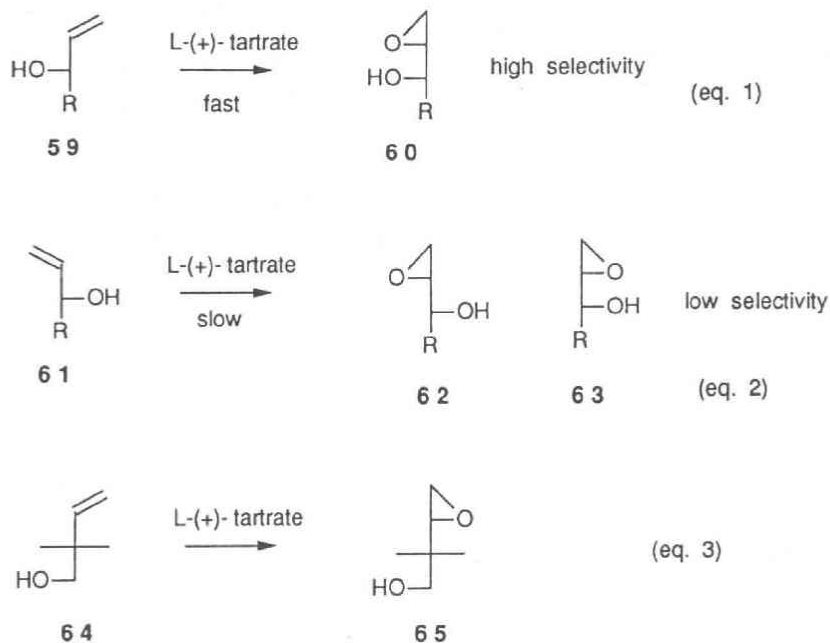 HO
R
59
L-(+)- tartrate
fast
O
HO
R
60
high selectivity
(eq. 1)
OH
R
61
L-(+)- tartrate
slow
O
OH
R
62
O
OH
R
63
low selectivity
(eq. 2)
HO
64
L-(+)- tartrate
O
HO
65
(eq. 3)